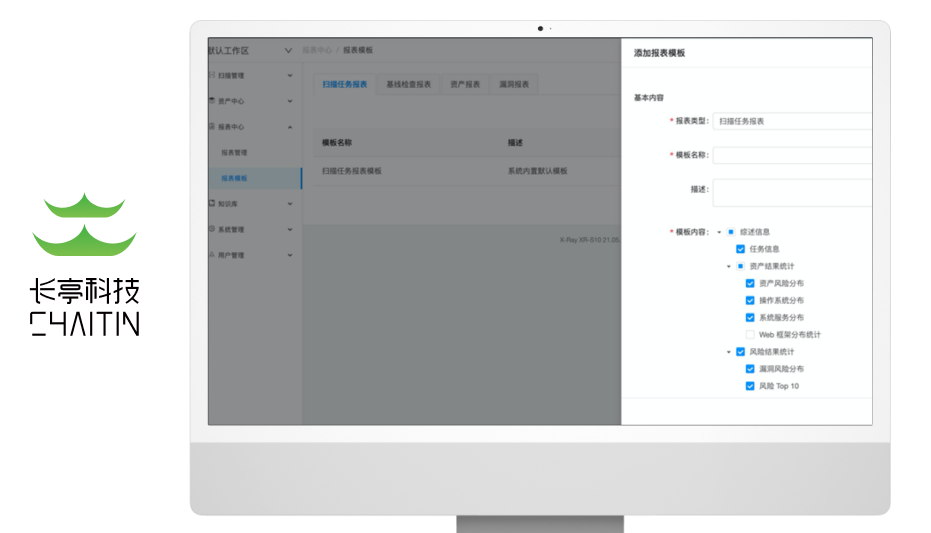 长亭科技
CHAITIN
默认工作区
报表中心 / 报表模板
扫描管理
资产中心
报表中心
报表管理
报表模板
知识库
系统管理
用户管理
扫描任务报表 基线检查报表 资产报表 漏洞报表
模板名称 描述
扫描任务报表模板 系统内置默认模板
X-Ray XR-S10 21.05.
添加报表模板
基本内容
* 报表类型: 扫描任务报表
* 模板名称:
描述:
* 模板内容: 综述信息
任务信息
资产结果统计
资产风险分布
操作系统分布
系统服务分布
Web 框架分布统计
风险结果统计
漏洞风险分布
风险 Top 10